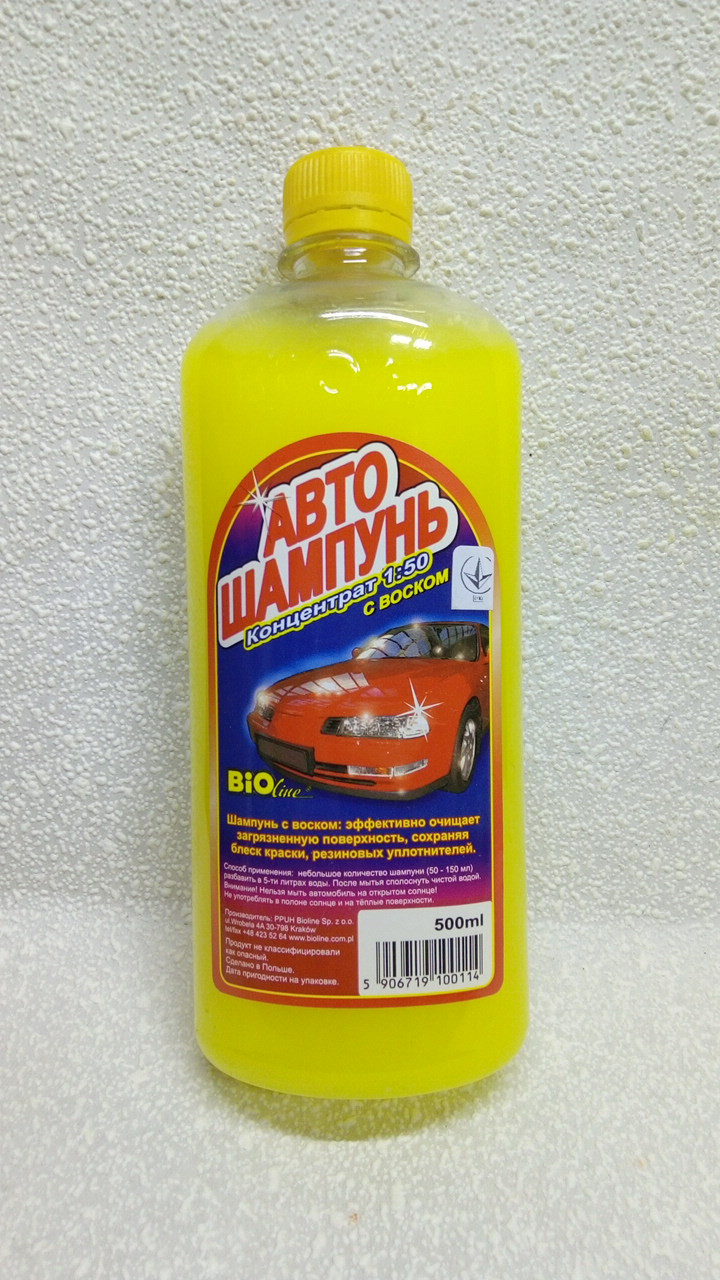 АВТО
ШАМПУНЬ
Концентрат 1:50
с воском
BiOline
Шампунь с воском: эффективно очищает
загрязненную поверхность, сохраняя
блеск краски, резиновых уплотнителей.
Способ применения: небольшое количество шампуни (50 - 150 мл)
разбавить в 5-ти литрах воды. После мытья сполоснуть чистой водой.
Внимание! Нельзя мыть автомобиль на открытом солнце!
Не употреблять в полоне солнце и на тёплые поверхности.
Производитель: PPUH Bioline Sp. z o.o.
ul.Wrobela 4A 30-798 Kraków
tel/fax +48 423 52 64 www.bioline.com.pl
Продукт не классифицировали
как опасный.
Сделано в Польше.
Дата пригодности на упаковке.
500ml
5 906719 100114